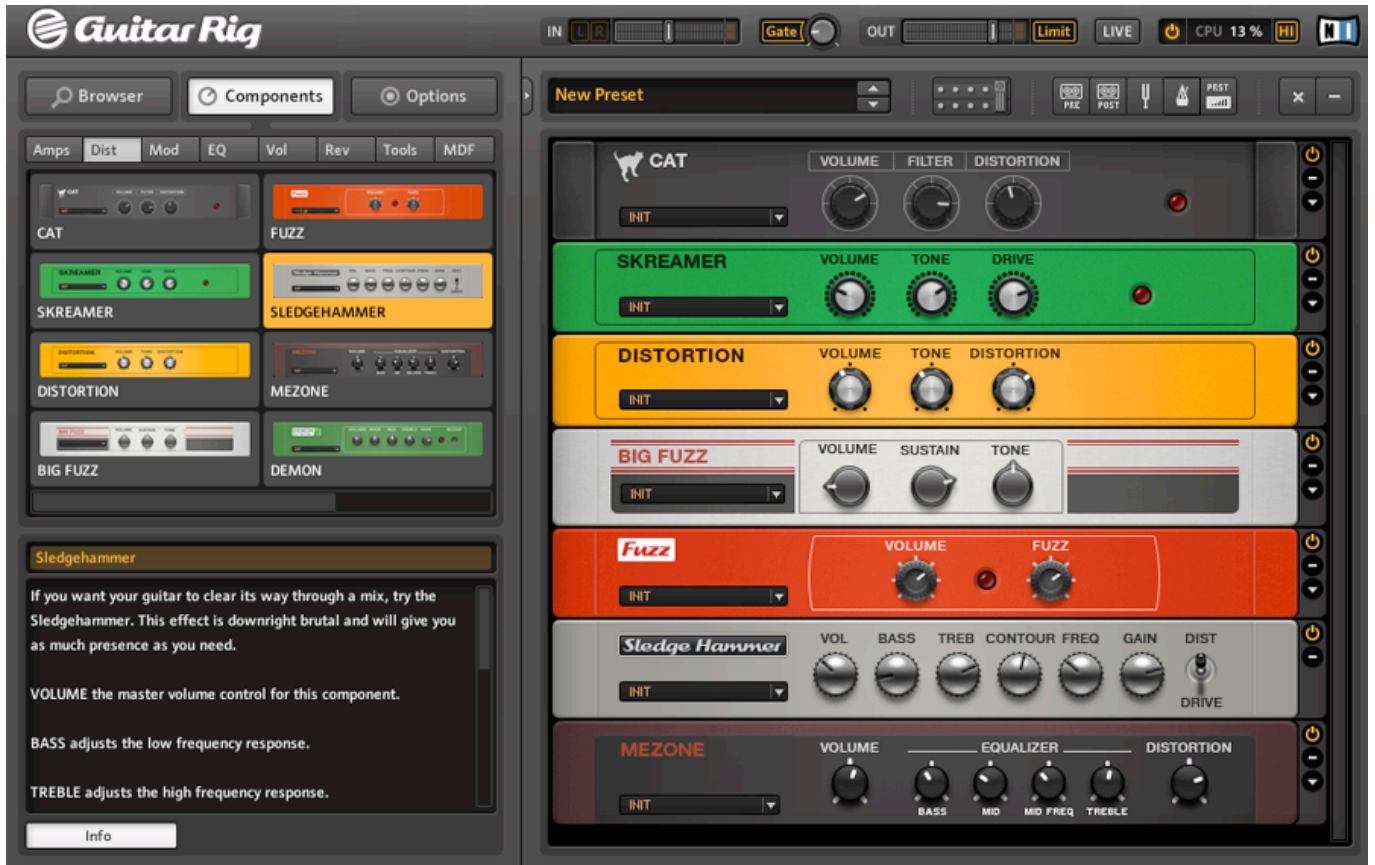 Guitar Rig
IN L R Gate OUT Limit LIVE CPU 13 % HI N I
Browser Components Options
New Preset
PRE POST PRST
Amps Dist Mod EQ Vol Rev Tools MDF
CAT
FUZZ
SKREAMER
SLEDGEHAMMER
DISTORTION
MEZONE
BIG FUZZ
DEMON
Sledgehammer
If you want your guitar to clear its way through a mix, try the
Sledgehammer. This effect is downright brutal and will give you
as much presence as you need.
VOLUME the master volume control for this component.
BASS adjusts the low frequency response.
TREBLE adjusts the high frequency response.
Info
CAT VOLUME FILTER DISTORTION
INIT
SKREAMER VOLUME TONE DRIVE
INIT
DISTORTION VOLUME TONE DISTORTION
INIT
BIG FUZZ VOLUME SUSTAIN TONE
INIT
Fuzz VOLUME FUZZ
INIT
Sledge Hammer VOL BASS TREB CONTOUR FREQ GAIN DIST
INIT
DRIVE
MEZONE VOLUME EQUALIZER DISTORTION
INIT
BASS MID MID FREQ TREBLE